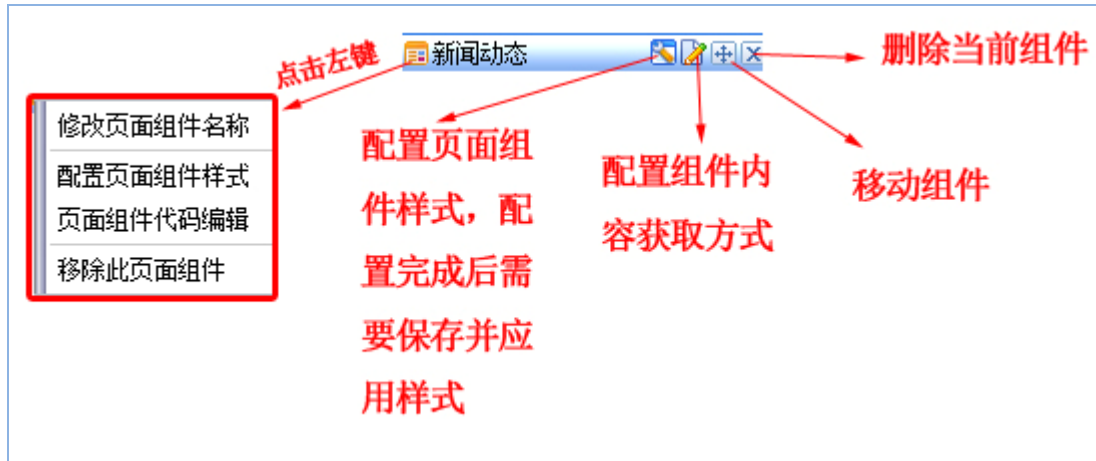 新闻动态
点击左键
删除当前组件
修改页面组件名称
配置页面组件样式
页面组件代码编辑
移除此页面组件
配置页面组
件样式，配
置完成后需
要保存并应
用样式
配置组件内
容获取方式
移动组件